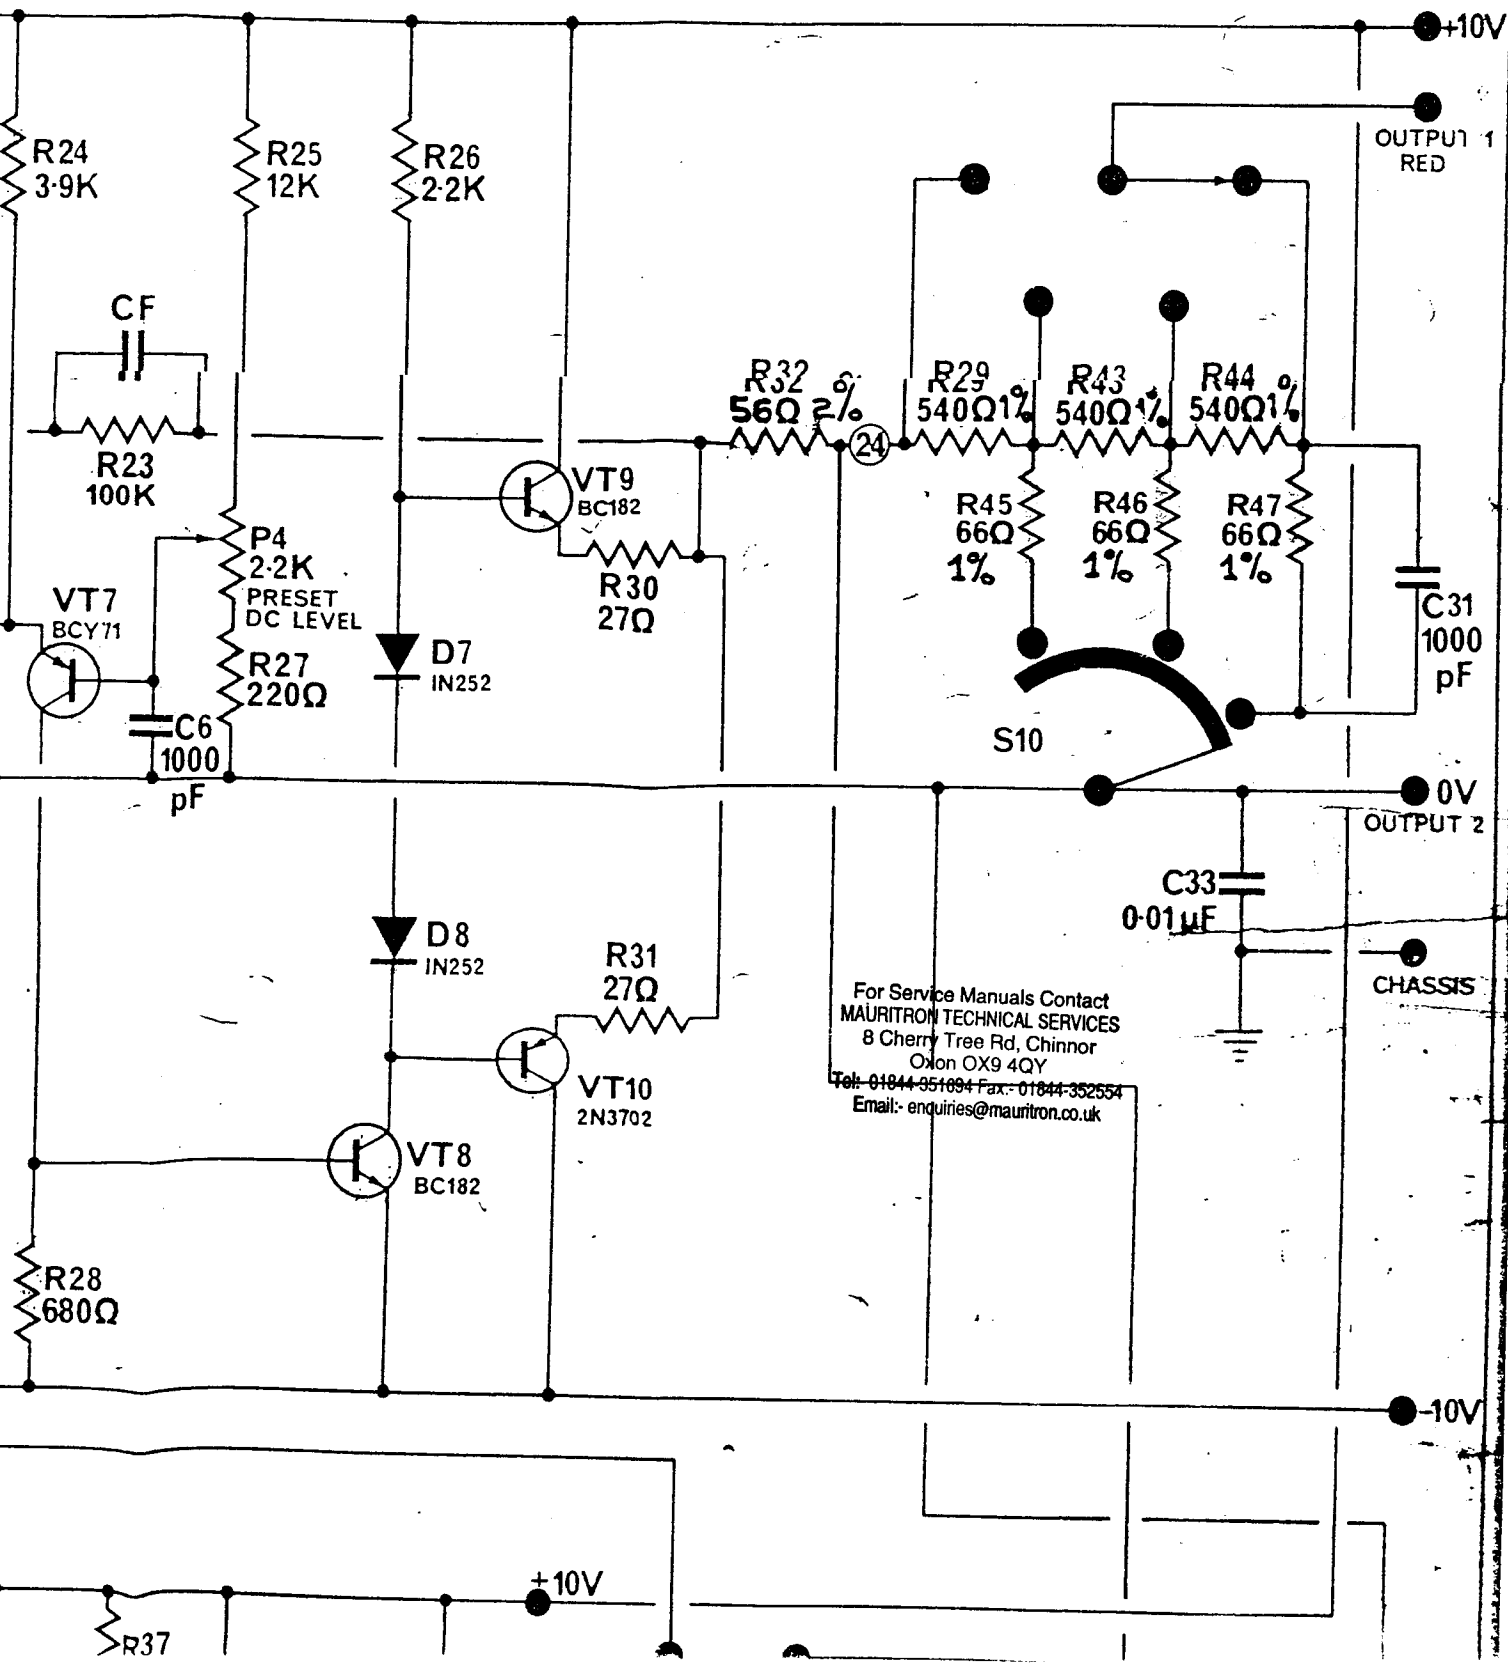 +10V
OUTPUT 1
RED
R24
3·9K
R25
12K
R26
2·2K
CF
R23
100K
R32
56Ω 2%
24
R29
540Ω1%
R43
540Ω1%
R44
540Ω1%
VT9
BC182
R45
66Ω
1%
R46
66Ω
1%
R47
66Ω
1%
P4
2·2K
PRESET
DC LEVEL
R30
27Ω
VT7
BCY71
C31
1000
pF
D7
IN252
R27
220Ω
C6
1000
pF
S10
0V
OUTPUT 2
C33
0·01µF
D8
IN252
R31
27Ω
CHASSIS
For Service Manuals Contact
MAURITRON TECHNICAL SERVICES
8 Cherry Tree Rd, Chinnor
Oxon OX9 4QY
Tel:- 01844-351694 Fax:- 01844-352554
Email:- enquiries@mauritron.co.uk
VT10
2N3702
VT8
BC182
R28
680Ω
-10V
+10V
R37